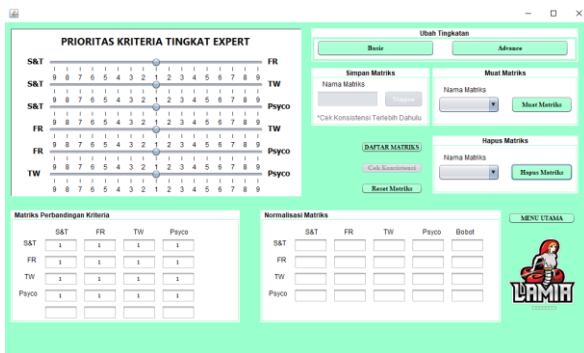 PRIORITAS KRITERIA TINGKAT EXPERT
S&T FR
9 8 7 6 5 4 3 2 1 2 3 4 5 6 7 8 9
S&T TW
9 8 7 6 5 4 3 2 1 2 3 4 5 6 7 8 9
S&T Psyco
9 8 7 6 5 4 3 2 1 2 3 4 5 6 7 8 9
FR TW
9 8 7 6 5 4 3 2 1 2 3 4 5 6 7 8 9
FR Psyco
9 8 7 6 5 4 3 2 1 2 3 4 5 6 7 8 9
TW Psyco
9 8 7 6 5 4 3 2 1 2 3 4 5 6 7 8 9
Ubah Tingkatan
Basic Advance
Simpan Matriks
Nama Matriks
Simpan
*Cek Konsistensi Terlebih Dahulu
Muat Matriks
Nama Matriks
Muat Matriks
DAFTAR MATRIKS
Cek Konsistensi
Reset Matriks
Hapus Matriks
Nama Matriks
Hapus Matriks
Matriks Perbandingan Kriteria
S&T FR TW Psyco
S&T 1 1 1 1
FR 1 1 1 1
TW 1 1 1 1
Psyco 1 1 1 1
Normalisasi Matriks
S&T FR TW Psyco Bobot
S&T
FR
TW
Psyco
MENU UTAMA
LAMIA